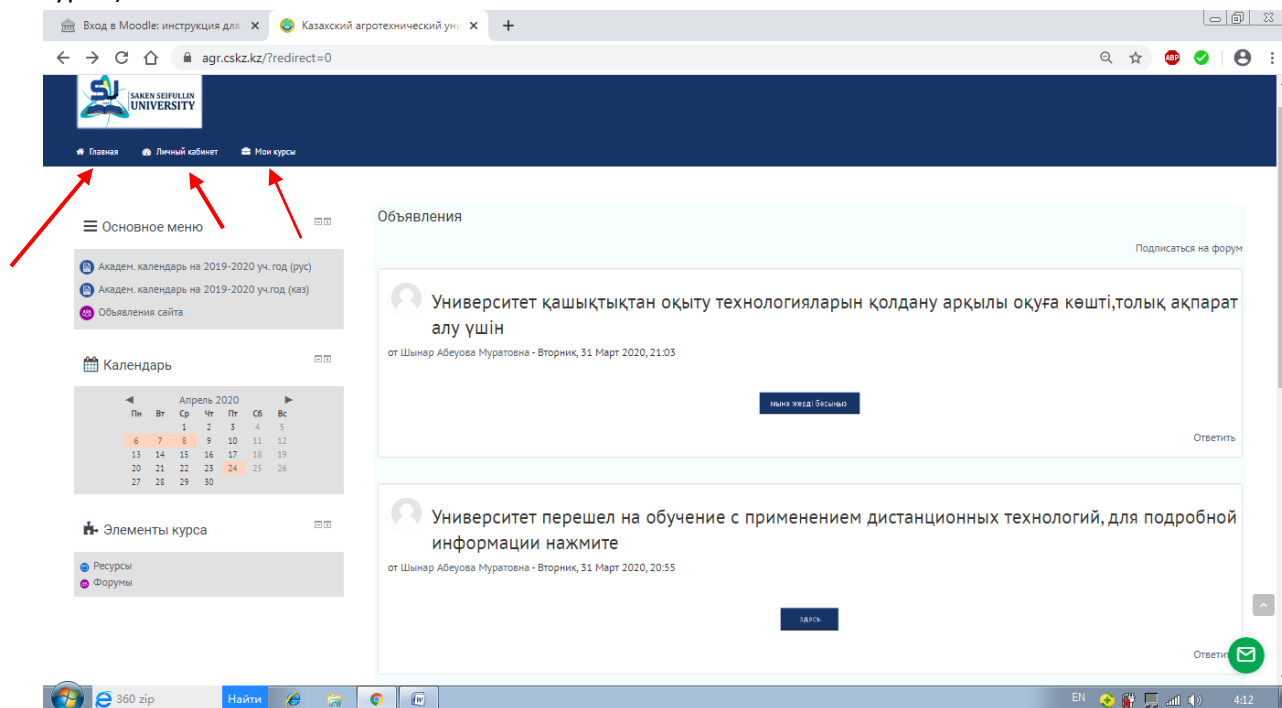 Вход в Moodle: инструкция для
Казахский агротехнический уни
agr.cskz.kz/?redirect=0
ABP
SU
SAKEN SEIFULLIN
UNIVERSITY
Главная Личный кабинет Мои курсы
Основное меню
Академ. календарь на 2019-2020 уч. год (рус)
Академ. календарь на 2019-2020 уч.год (каз)
Объявления сайта
Календарь
Апрель 2020
Пн Вт Ср Чт Пт Сб Вс
1 2 3 4 5
6 7 8 9 10 11 12
13 14 15 16 17 18 19
20 21 22 23 24 25 26
27 28 29 30
Элементы курса
Ресурсы
Форумы
Объявления
Подписаться на форум
Университет қашықтықтан оқыту технологияларын қолдану арқылы оқуға көшті,толық ақпарат
алу үшін
от Шынар Абеуова Муратовна - Вторник, 31 Март 2020, 21:03
мына жерді басыңыз
Ответить
Университет перешел на обучение с применением дистанционных технологий, для подробной
информации нажмите
от Шынар Абеуова Муратовна - Вторник, 31 Март 2020, 20:55
здесь
Ответи
360 zip Найти
EN 4:12